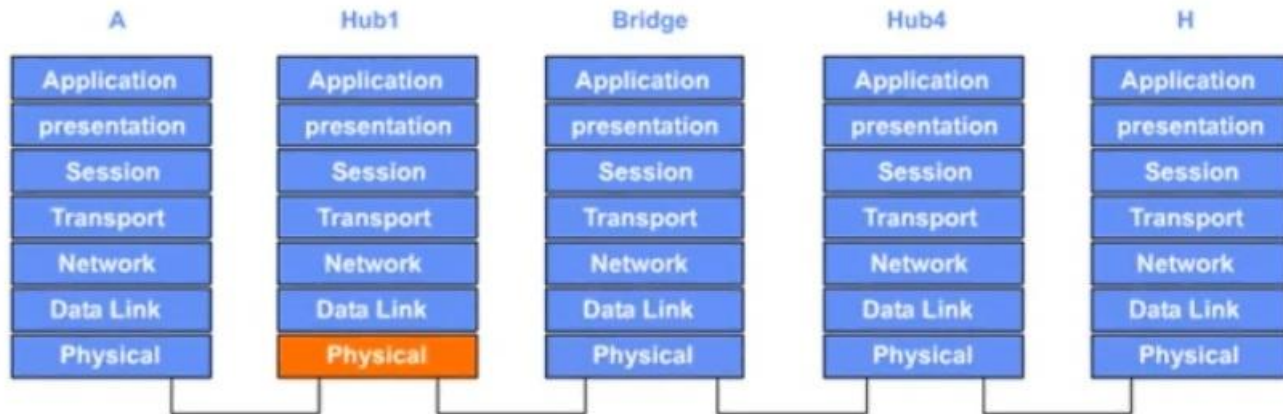 A Hub1 Bridge Hub4 H
Application Application Application Application Application
presentation presentation presentation presentation presentation
Session Session Session Session Session
Transport Transport Transport Transport Transport
Network Network Network Network Network
Data Link Data Link Data Link Data Link Data Link
Physical Physical Physical Physical Physical